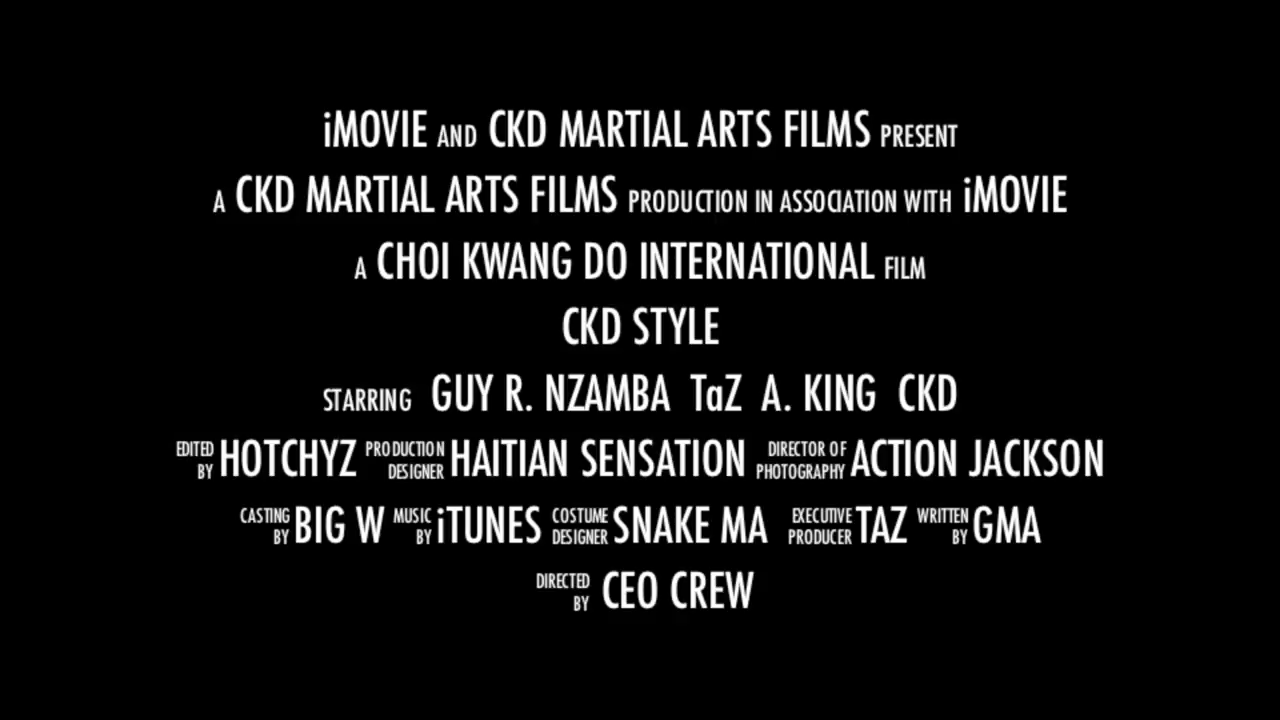 iMOVIE AND CKD MARTIAL ARTS FILMS PRESENT
A CKD MARTIAL ARTS FILMS PRODUCTION IN ASSOCIATION WITH iMOVIE
A CHOI KWANG DO INTERNATIONAL FILM
CKD STYLE
STARRING GUY R. NZAMBA TaZ A. KING CKD
EDITED BY HOTCHYZ PRODUCTION DESIGNER HAITIAN SENSATION DIRECTOR OF PHOTOGRAPHY ACTION JACKSON
CASTING BY BIG W MUSIC BY iTUNES COSTUME DESIGNER SNAKE MA EXECUTIVE PRODUCER TAZ WRITTEN BY GMA
DIRECTED BY CEO CREW